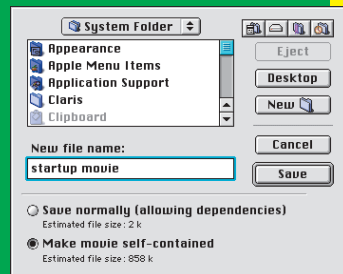 System Folder
Appearance
Apple Menu Items
Application Support
Claris
Clipboard
Eject
Desktop
New
New file name:
startup movie
Cancel
Save
Save normally (allowing dependencies)
Estimated file size: 2 k
Make movie self-contained
Estimated file size: 858 k